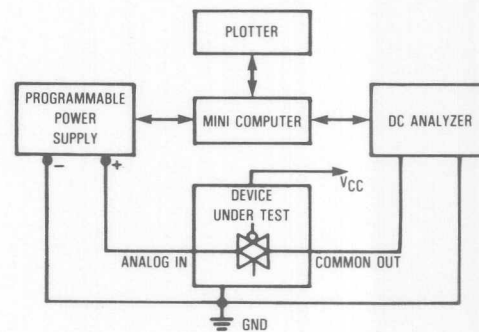 PLOTTER
PROGRAMMABLE
POWER
SUPPLY
MINI COMPUTER
DC ANALYZER
- +
VCC
DEVICE
UNDER TEST
ANALOG IN
COMMON OUT
GND